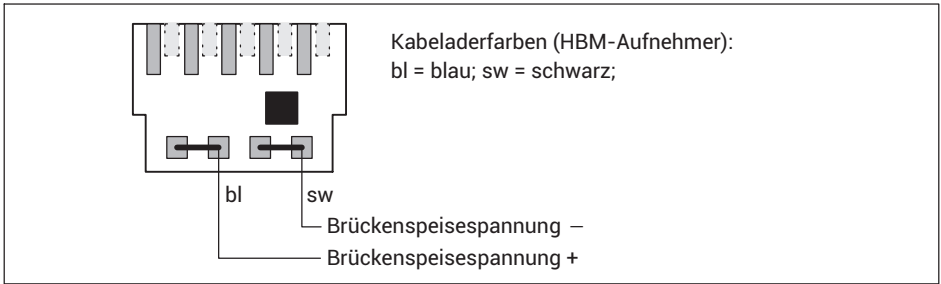 Kabeladerfarben (HBM-Aufnehmer):
bl = blau; sw = schwarz;
bl
sw
Brückenspeisespannung −
Brückenspeisespannung +